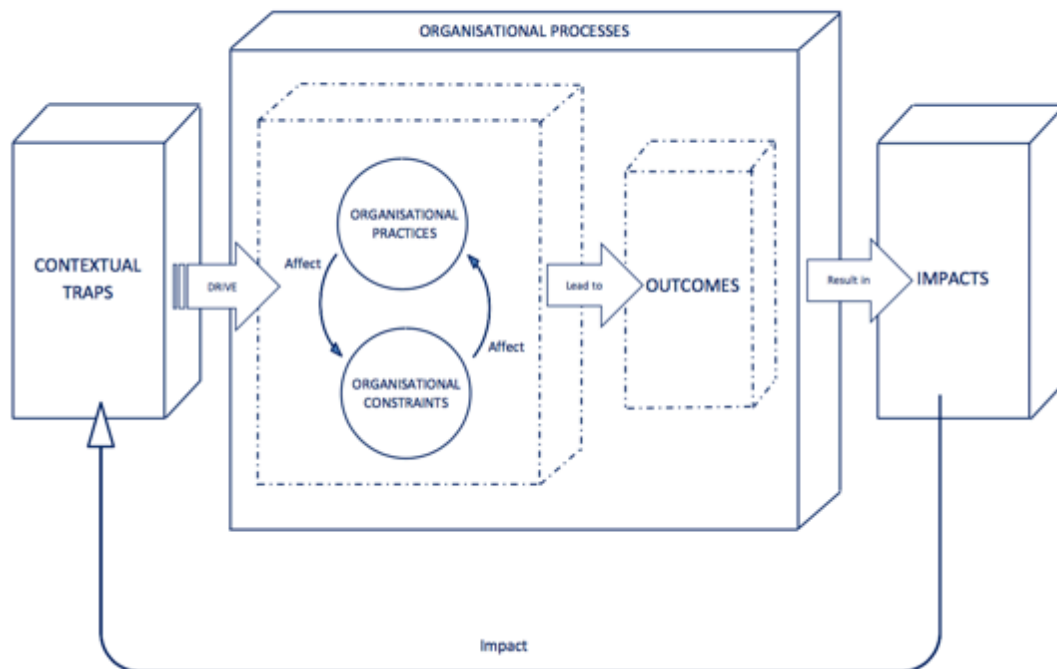 ORGANISATIONAL PROCESSES
CONTEXTUAL
TRAPS
DRIVE
ORGANISATIONAL
PRACTICES
Affect
Affect
ORGANISATIONAL
CONSTRAINTS
Lead to
OUTCOMES
Result in
IMPACTS
Impact